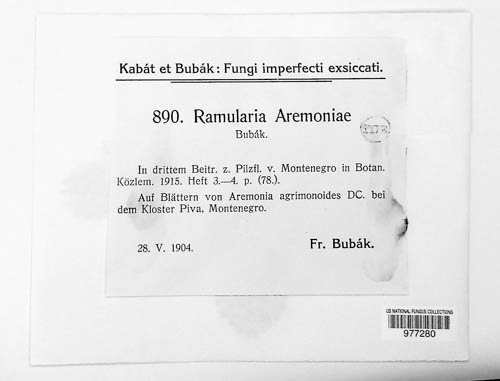 Kabát et Bubák: Fungi imperfecti exsiccati.
890. Ramularia Aremoniae
Bubák.
In drittem Beitr. z. Pilzfl. v. Montenegro in Botan.
Közlem. 1915. Heft 3.—4. p. (78.).
Auf Blättern von Aremonia agrimonoides DC. bei
dem Kloster Piva, Montenegro.
28. V. 1904.
Fr. Bubák.
US NATIONAL FUNGUS COLLECTIONS
977280